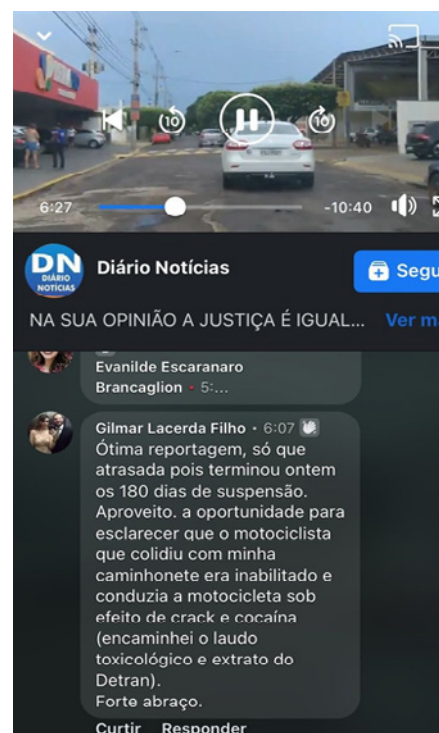 10
10
6:27
-10:40
DN
DIÁRIO
NOTÍCIAS
Diário Notícias
Segu
NA SUA OPINIÃO A JUSTIÇA É IGUAL...
Ver m
Evanilde Escaranaro
Brancaglion • 5:...
Gilmar Lacerda Filho • 6:07
Ótima reportagem, só que
atrasada pois terminou ontem
os 180 dias de suspensão.
Aproveito. a oportunidade para
esclarecer que o motociclista
que colidiu com minha
caminhonete era inabilitado e
conduzia a motocicleta sob
efeito de crack e cocaína
(encaminhei o laudo
toxicológico e extrato do
Detran).
Forte abraço.
Curtir Responder